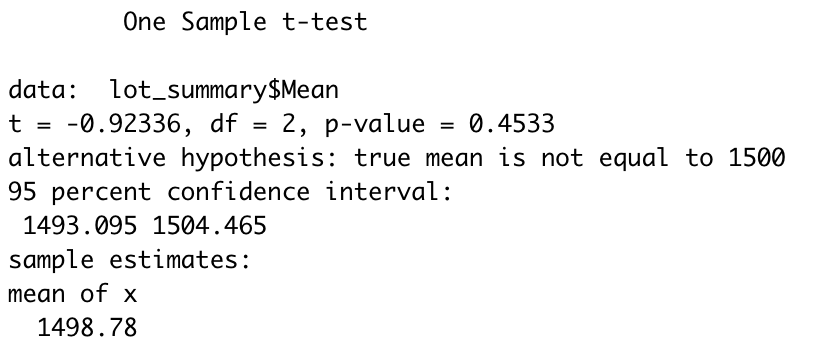 One Sample t-test
data:  lot_summary$Mean
t = -0.92336, df = 2, p-value = 0.4533
alternative hypothesis: true mean is not equal to 1500
95 percent confidence interval:
1493.095 1504.465
sample estimates:
mean of x
1498.78